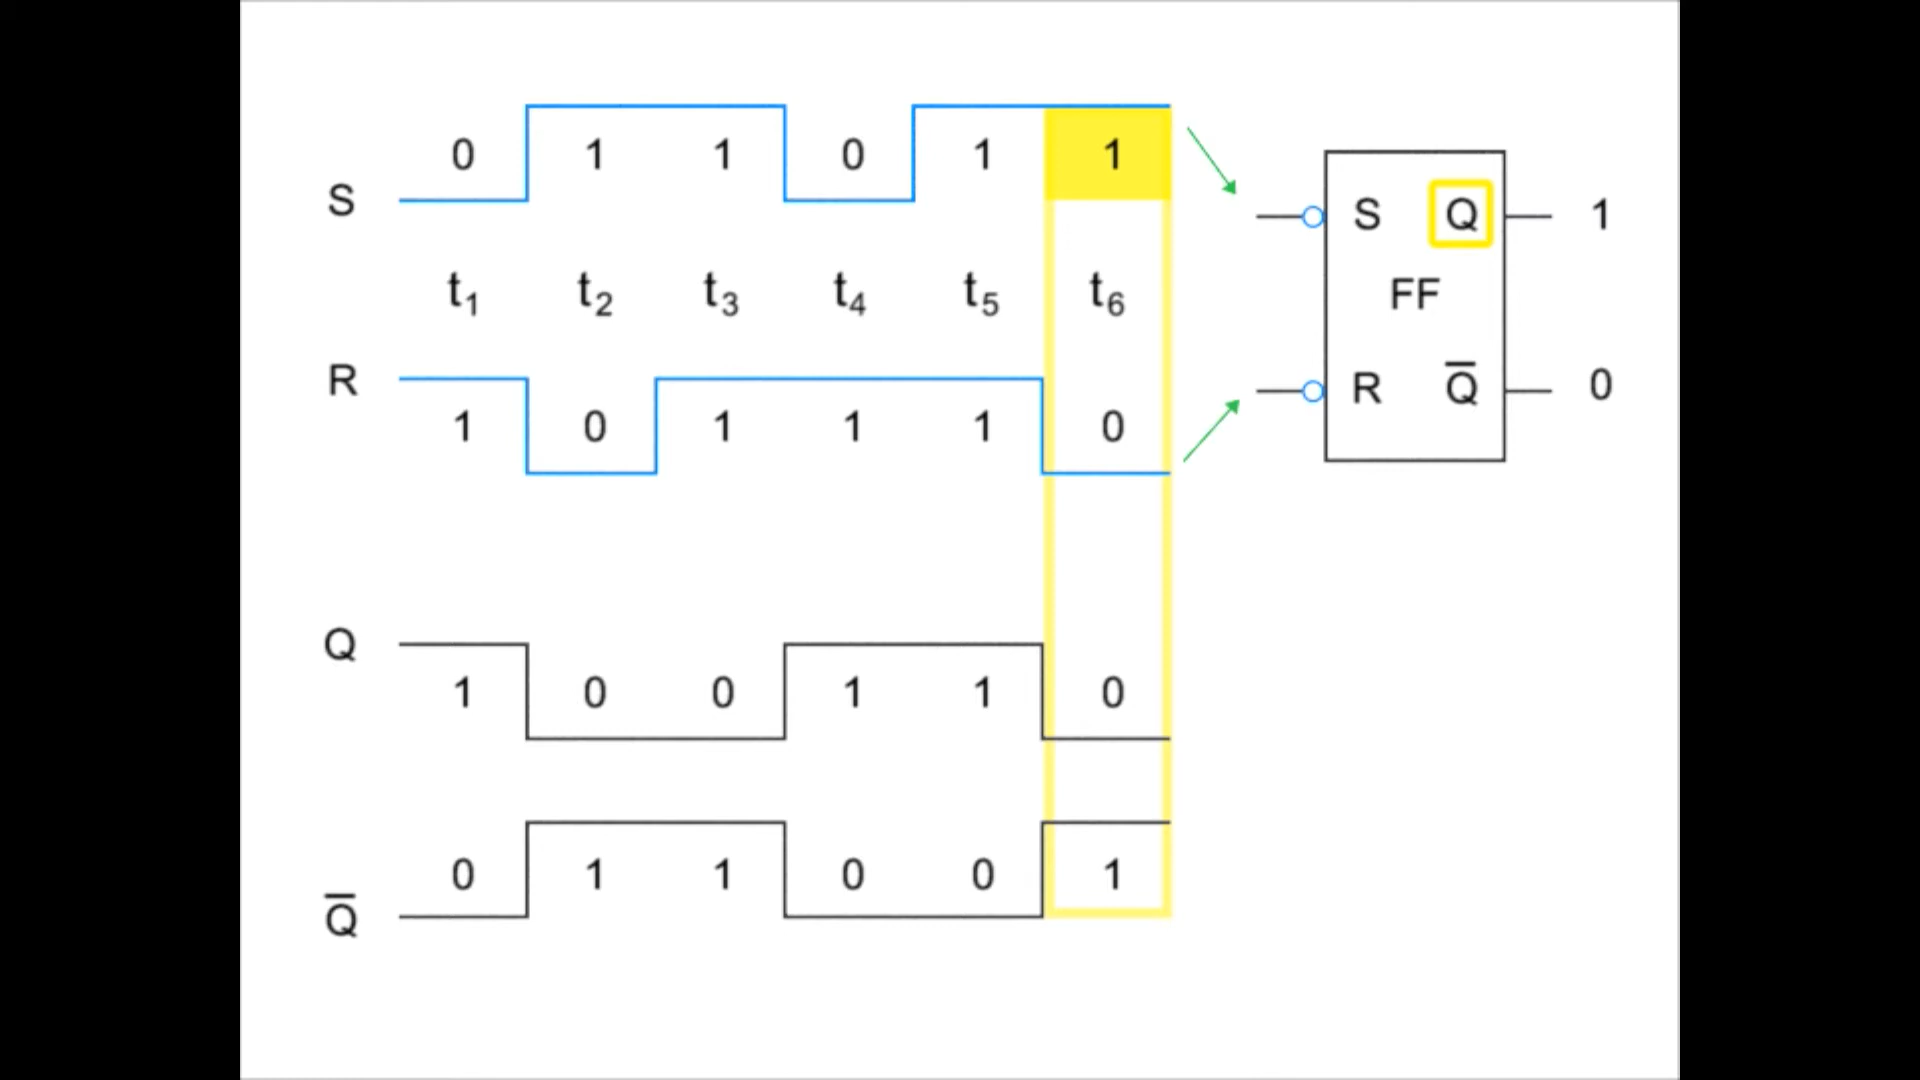 0 1 1 0 1 1
S
t1 t2 t3 t4 t5 t6
R
1 0 1 1 1 0
Q
1 0 0 1 1 0
0 1 1 0 0 1
Q̅
S Q 1
FF
R Q̅ 0